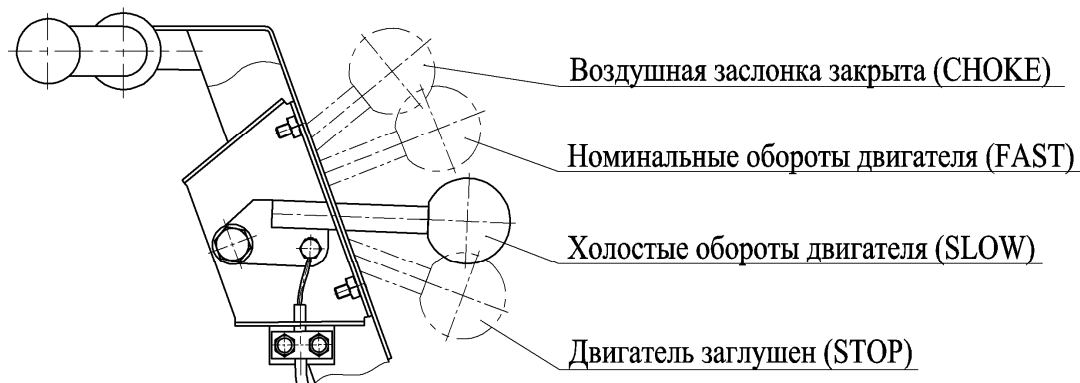 Воздушная заслонка закрыта (CHOKE)
Номинальные обороты двигателя (FAST)
Холостые обороты двигателя (SLOW)
Двигатель заглушен (STOP)